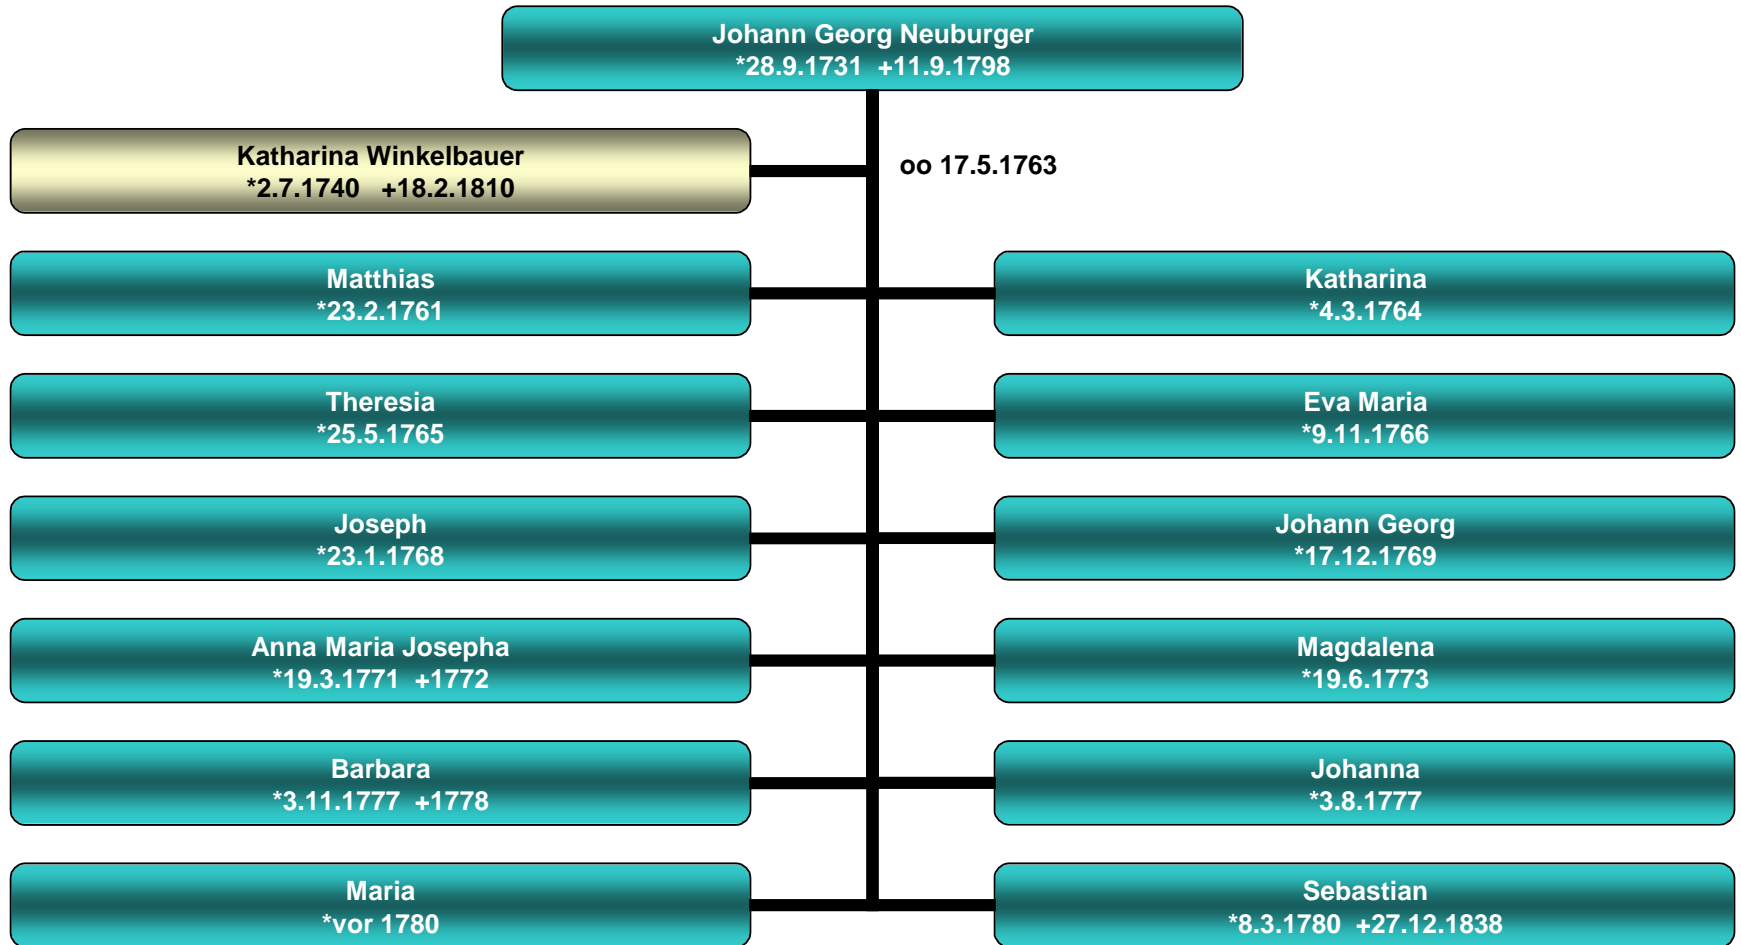 Johann Georg Neuburger
*28.9.1731 +11.9.1798
Katharina Winkelbauer
*2.7.1740 +18.2.1810
oo 17.5.1763
Matthias
*23.2.1761
Katharina
*4.3.1764
Theresia
*25.5.1765
Eva Maria
*9.11.1766
Joseph
*23.1.1768
Johann Georg
*17.12.1769
Anna Maria Josepha
*19.3.1771 +1772
Magdalena
*19.6.1773
Barbara
*3.11.1777 +1778
Johanna
*3.8.1777
Maria
*vor 1780
Sebastian
*8.3.1780 +27.12.1838